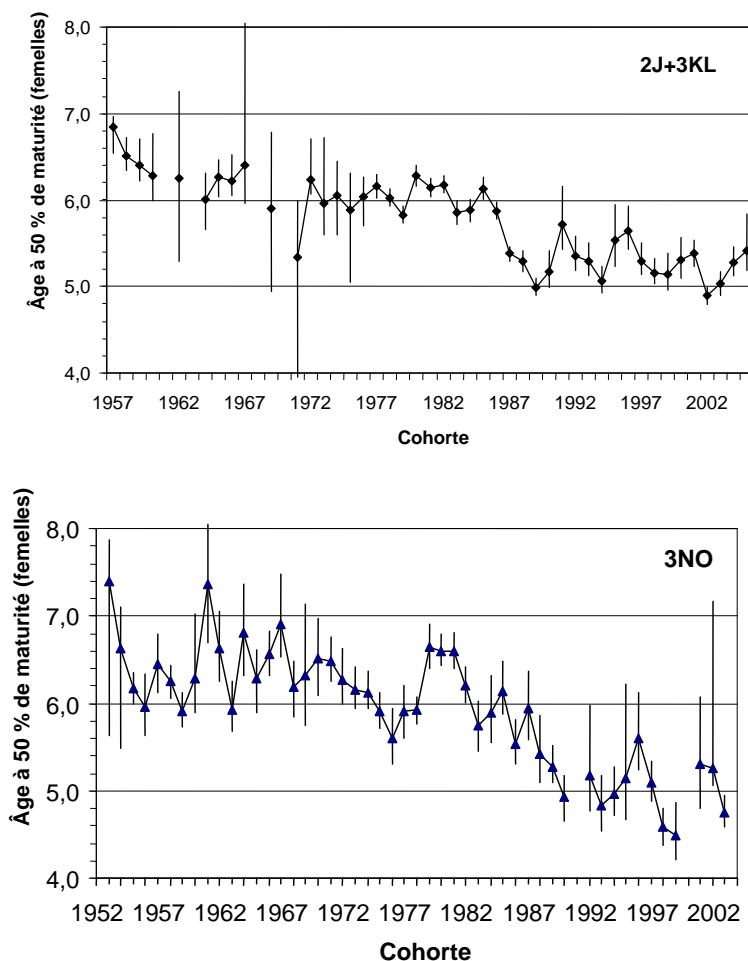 8,0
2J+3KL
7,0
6,0
5,0
4,0
Âge à 50 % de maturité (femelles)
1957 1962 1967 1972 1977 1982 1987 1992 1997 2002
Cohorte
8,0
3NO
7,0
6,0
5,0
4,0
Âge à 50 % de maturité (femelles)
1952 1957 1962 1967 1972 1977 1982 1987 1992 1997 2002
Cohorte